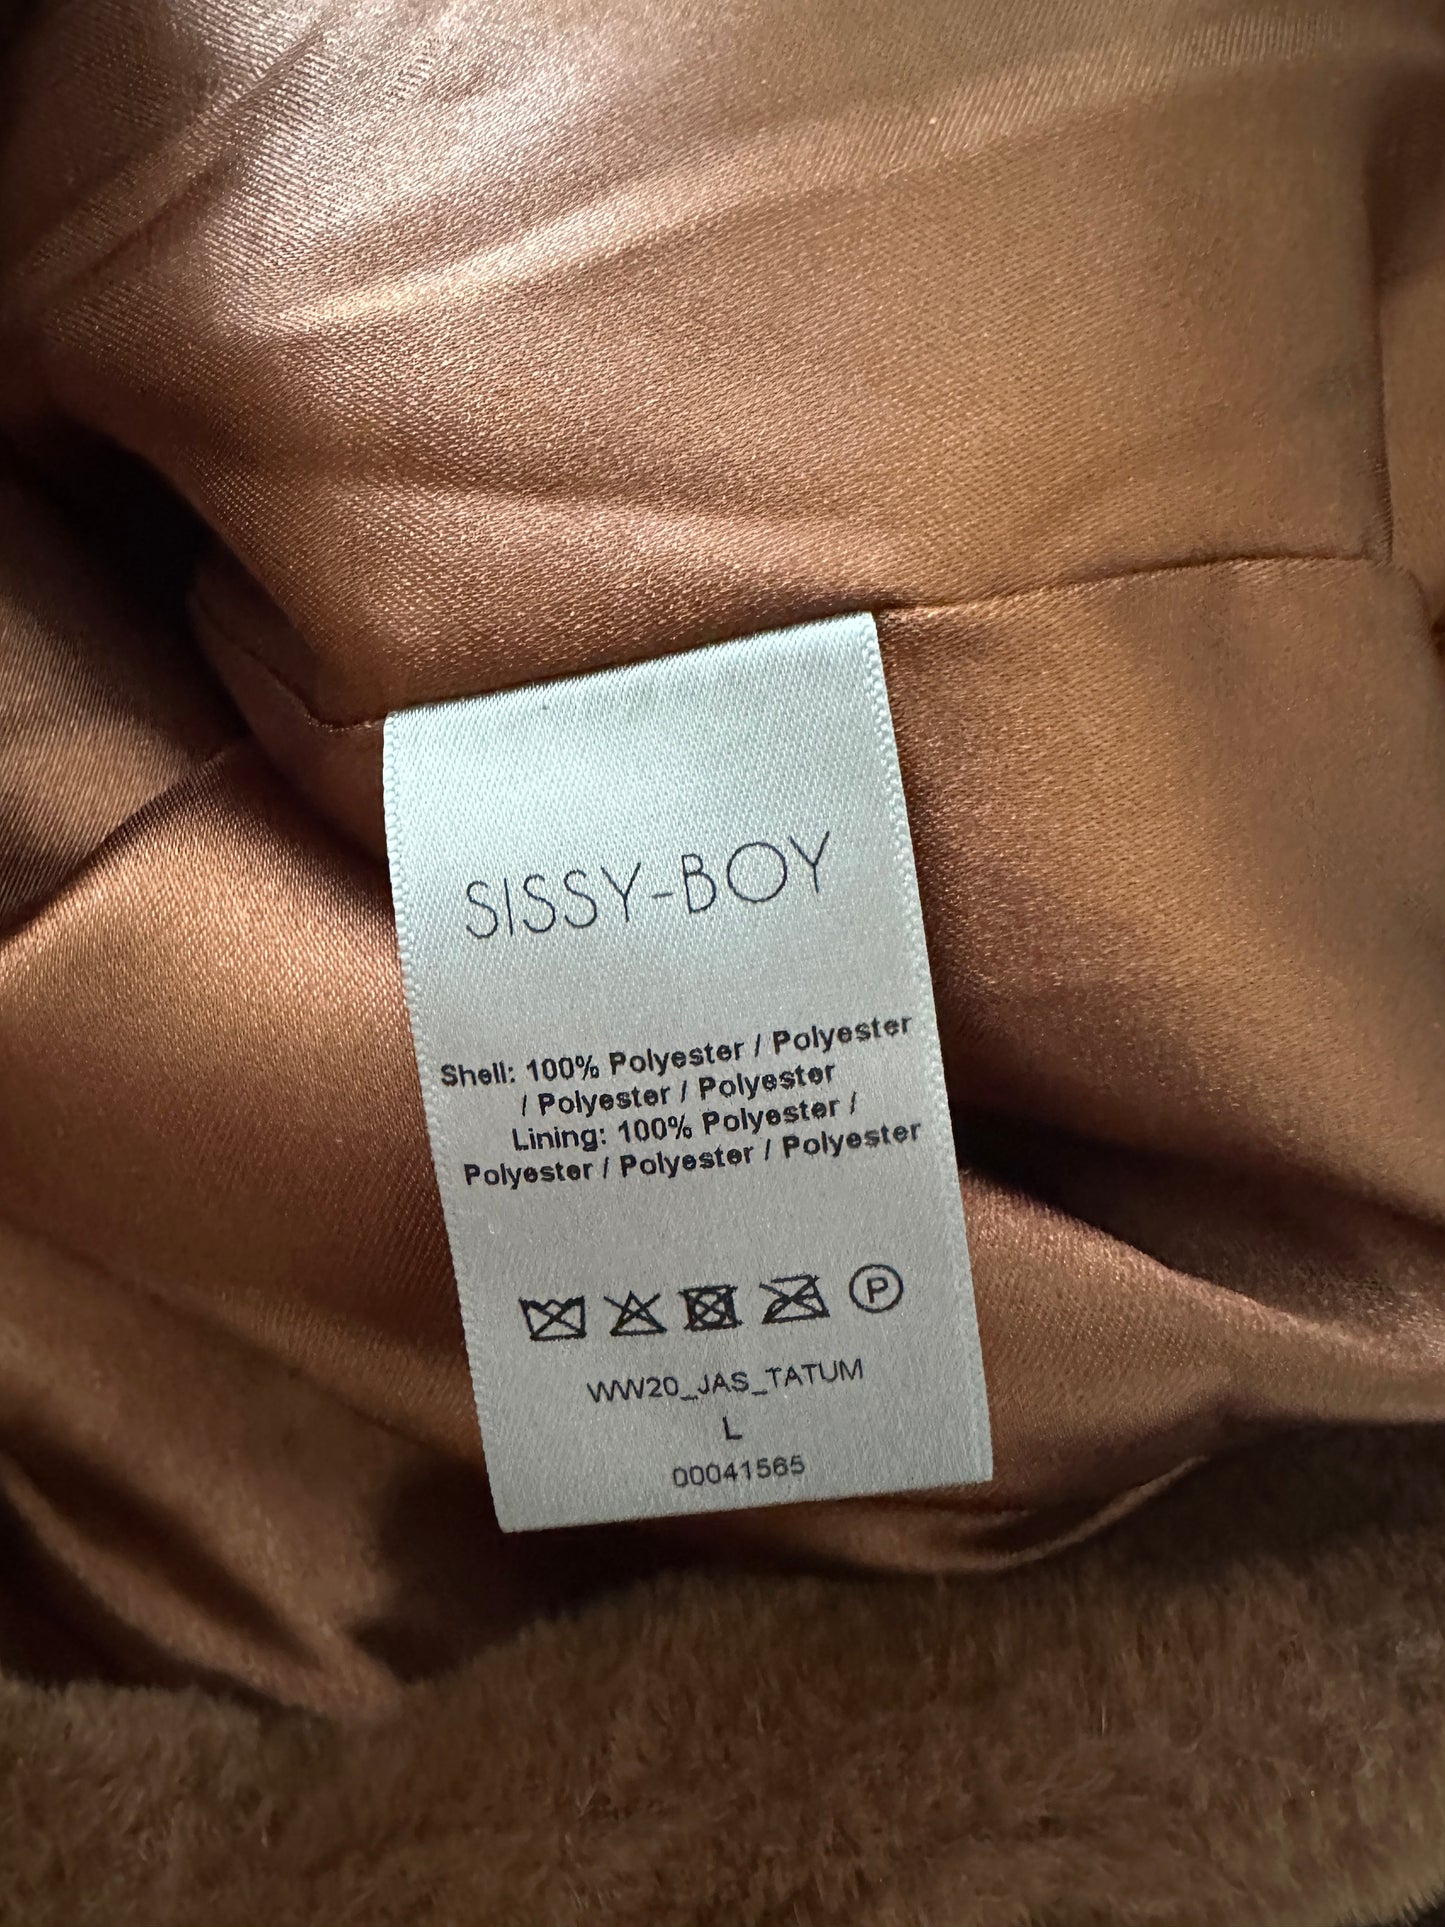 SISSY-BOY
Shell: 100% Polyester / Polyester
/ Polyester / Polyester
Lining: 100% Polyester /
Polyester / Polyester / Polyester
P
WW20_JAS_TATUM
L
00041565